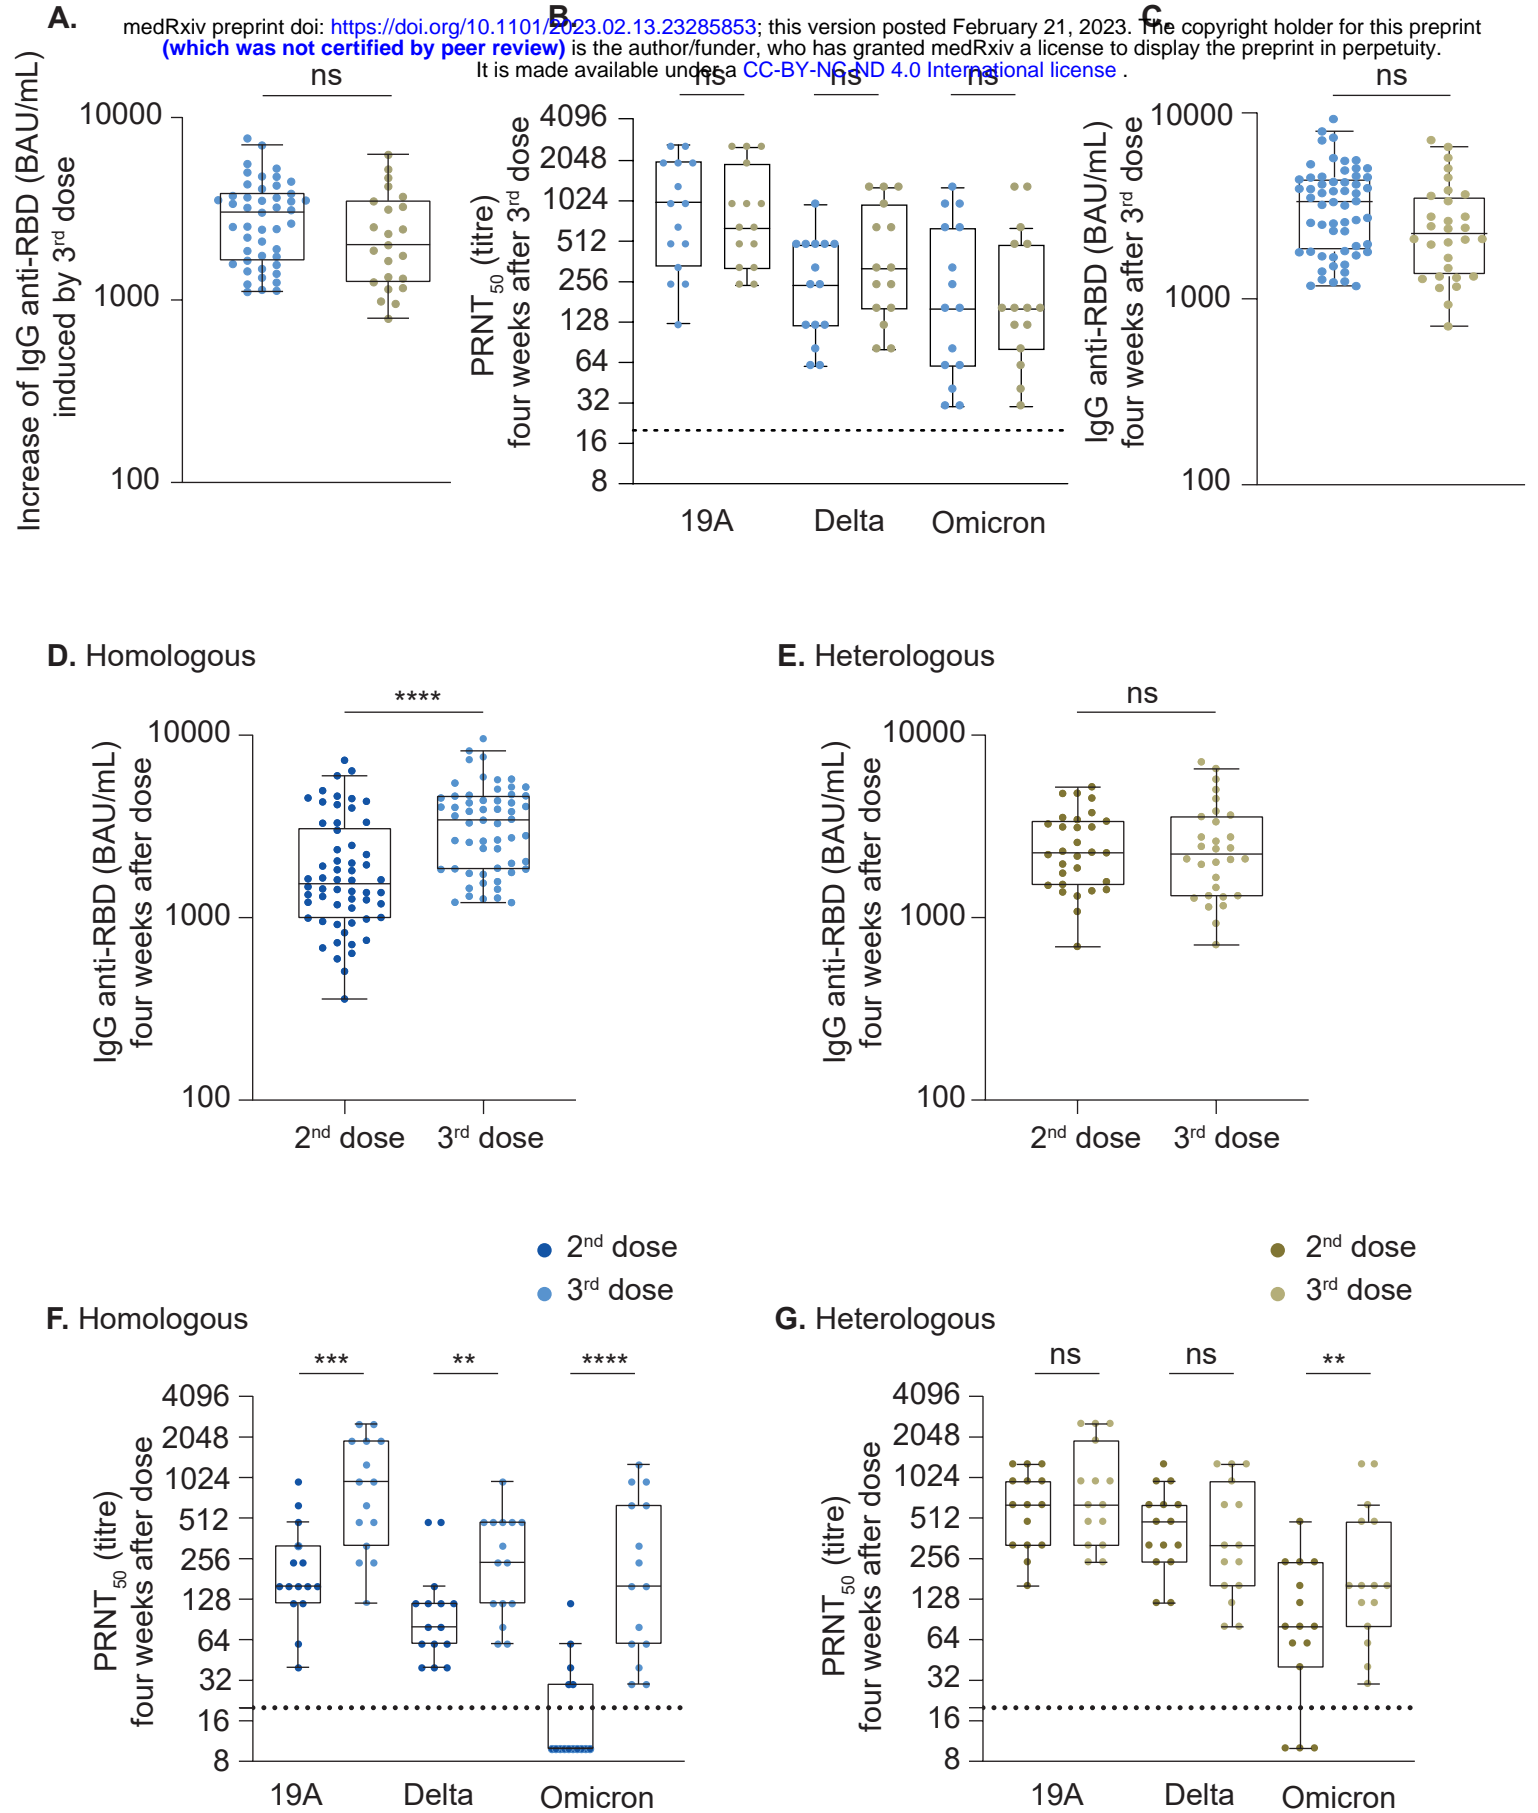 A.
B.
C.
medRxiv preprint doi: https://doi.org/10.1101/2023.02.13.23285853; this version posted February 21, 2023. The copyright holder for this preprint
(which was not certified by peer review) is the author/funder, who has granted medRxiv a license to display the preprint in perpetuity.
It is made available under a CC-BY-NC-ND 4.0 International license .
Increase of IgG anti-RBD (BAU/mL)
induced by 3rd dose
ns
10000
1000
100
PRNT50 (titre)
four weeks after 3rd dose
ns
ns
ns
4096
2048
1024
512
256
128
64
32
16
8
19A
Delta
Omicron
IgG anti-RBD (BAU/mL)
four weeks after 3rd dose
ns
10000
1000
100
D. Homologous
IgG anti-RBD (BAU/mL)
four weeks after dose
****
10000
1000
100
2nd dose
3rd dose
E. Heterologous
IgG anti-RBD (BAU/mL)
four weeks after dose
ns
10000
1000
100
2nd dose
3rd dose
2nd dose
3rd dose
F. Homologous
PRNT50 (titre)
four weeks after dose
***
**
****
4096
2048
1024
512
256
128
64
32
16
8
19A
Delta
Omicron
2nd dose
3rd dose
G. Heterologous
PRNT50 (titre)
four weeks after dose
ns
ns
**
4096
2048
1024
512
256
128
64
32
16
8
19A
Delta
Omicron